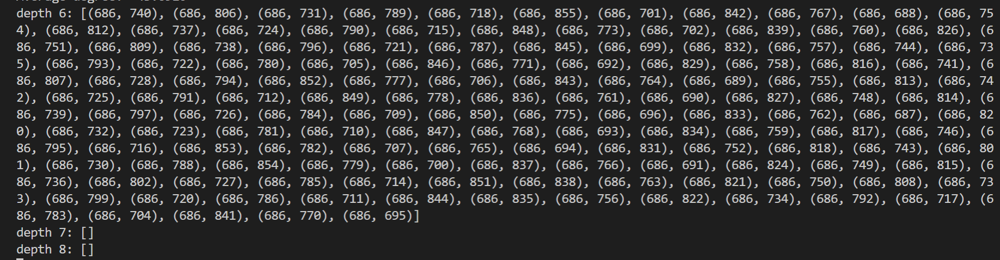 depth 6: [(686, 740), (686, 806), (686, 731), (686, 789), (686, 718), (686, 855), (686, 701), (686, 842), (686, 767), (686, 688), (686, 75
4), (686, 812), (686, 737), (686, 724), (686, 790), (686, 715), (686, 848), (686, 773), (686, 702), (686, 839), (686, 760), (686, 826), (6
86, 751), (686, 809), (686, 738), (686, 796), (686, 721), (686, 787), (686, 845), (686, 699), (686, 832), (686, 757), (686, 744), (686, 73
5), (686, 793), (686, 722), (686, 780), (686, 705), (686, 846), (686, 771), (686, 692), (686, 829), (686, 758), (686, 816), (686, 741), (6
86, 807), (686, 728), (686, 794), (686, 852), (686, 777), (686, 706), (686, 843), (686, 764), (686, 689), (686, 755), (686, 813), (686, 74
2), (686, 725), (686, 791), (686, 712), (686, 849), (686, 778), (686, 836), (686, 761), (686, 690), (686, 827), (686, 748), (686, 814), (6
86, 739), (686, 797), (686, 726), (686, 784), (686, 709), (686, 850), (686, 775), (686, 696), (686, 833), (686, 762), (686, 687), (686, 82
0), (686, 732), (686, 723), (686, 781), (686, 710), (686, 847), (686, 768), (686, 693), (686, 834), (686, 759), (686, 817), (686, 746), (6
86, 795), (686, 716), (686, 853), (686, 782), (686, 707), (686, 765), (686, 694), (686, 831), (686, 752), (686, 818), (686, 743), (686, 80
1), (686, 730), (686, 788), (686, 854), (686, 779), (686, 700), (686, 837), (686, 766), (686, 691), (686, 824), (686, 749), (686, 815), (6
86, 736), (686, 802), (686, 727), (686, 785), (686, 714), (686, 851), (686, 838), (686, 763), (686, 821), (686, 750), (686, 808), (686, 73
3), (686, 799), (686, 720), (686, 786), (686, 711), (686, 844), (686, 835), (686, 756), (686, 822), (686, 734), (686, 792), (686, 717), (6
86, 783), (686, 704), (686, 841), (686, 770), (686, 695)]
depth 7: []
depth 8: []